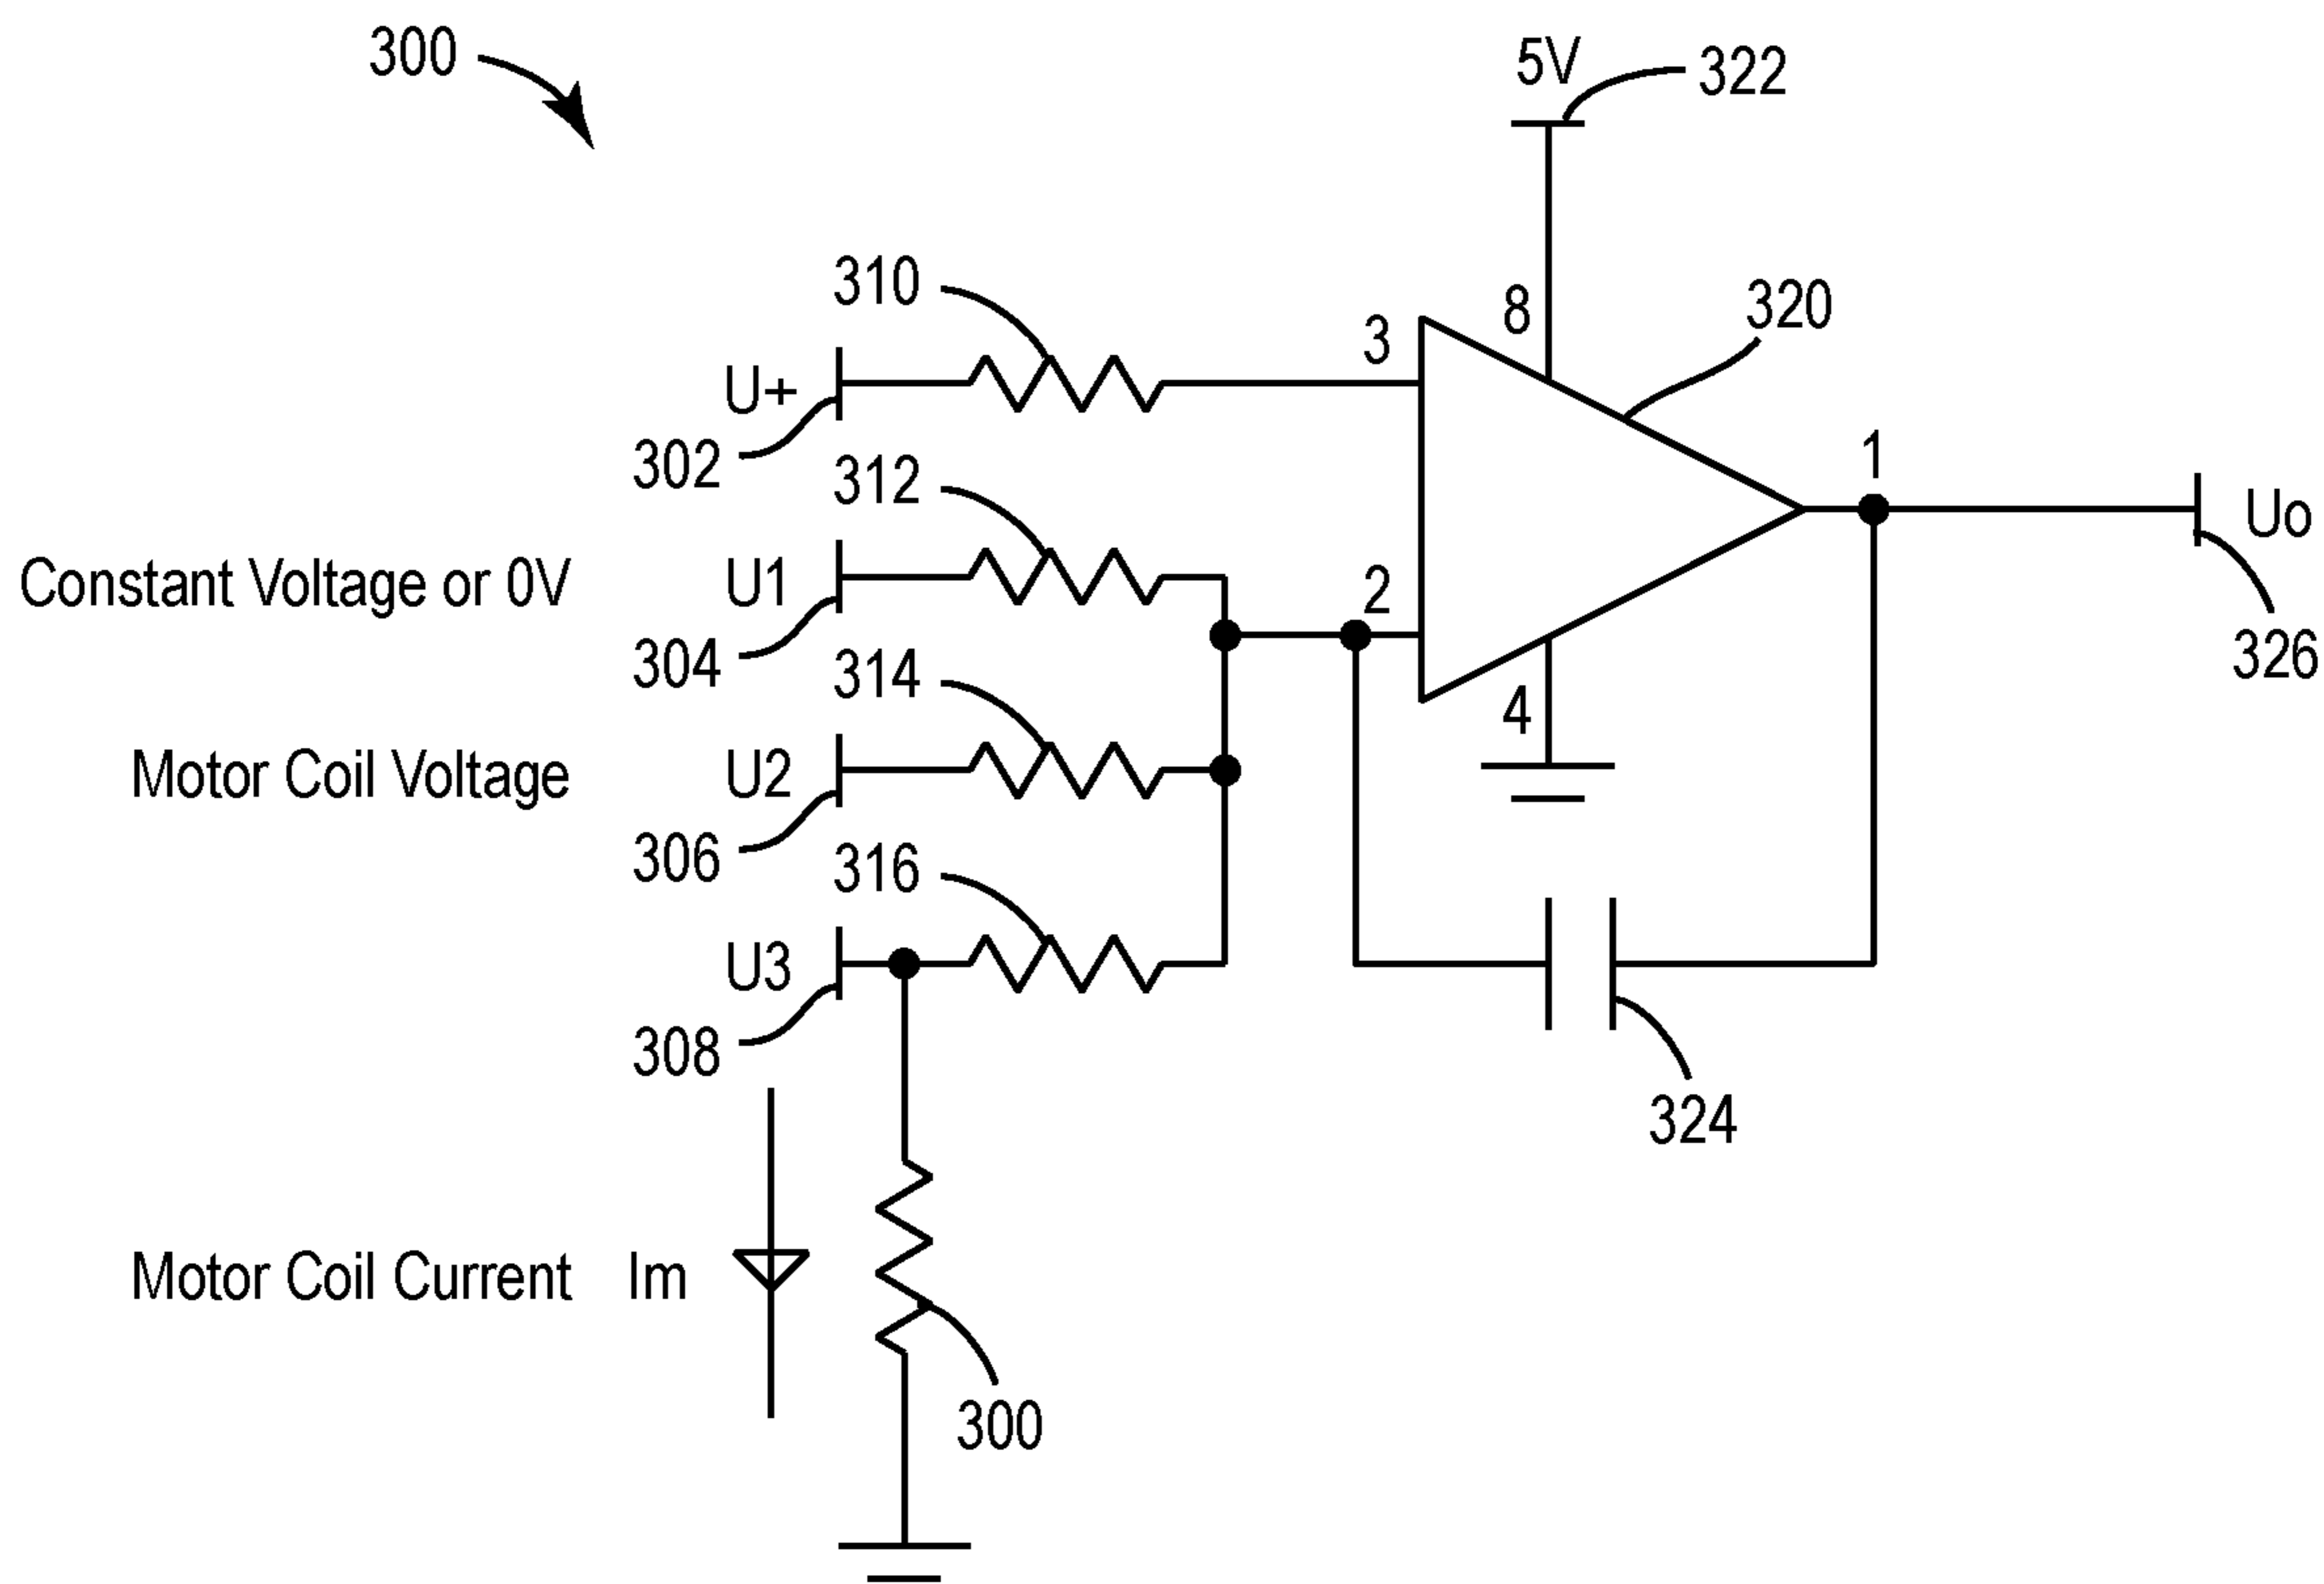 300
5V
322
310
3
8
320
U+
302
312
1
Uo
Constant Voltage or 0V
U1
2
304
314
326
4
Motor Coil Voltage
U2
306
316
U3
308
324
Motor Coil Current Im
300